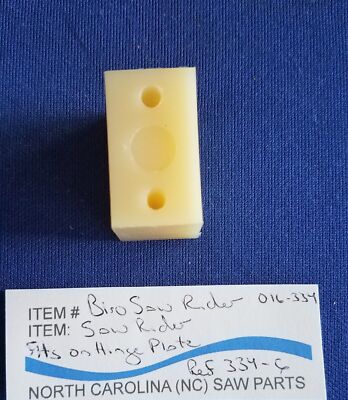 ITEM # Biro Saw Rider 016-334
ITEM: Saw Rider
Fits on Hinge Plate
Ref 334-6
NORTH CAROLINA (NC) SAW PARTS